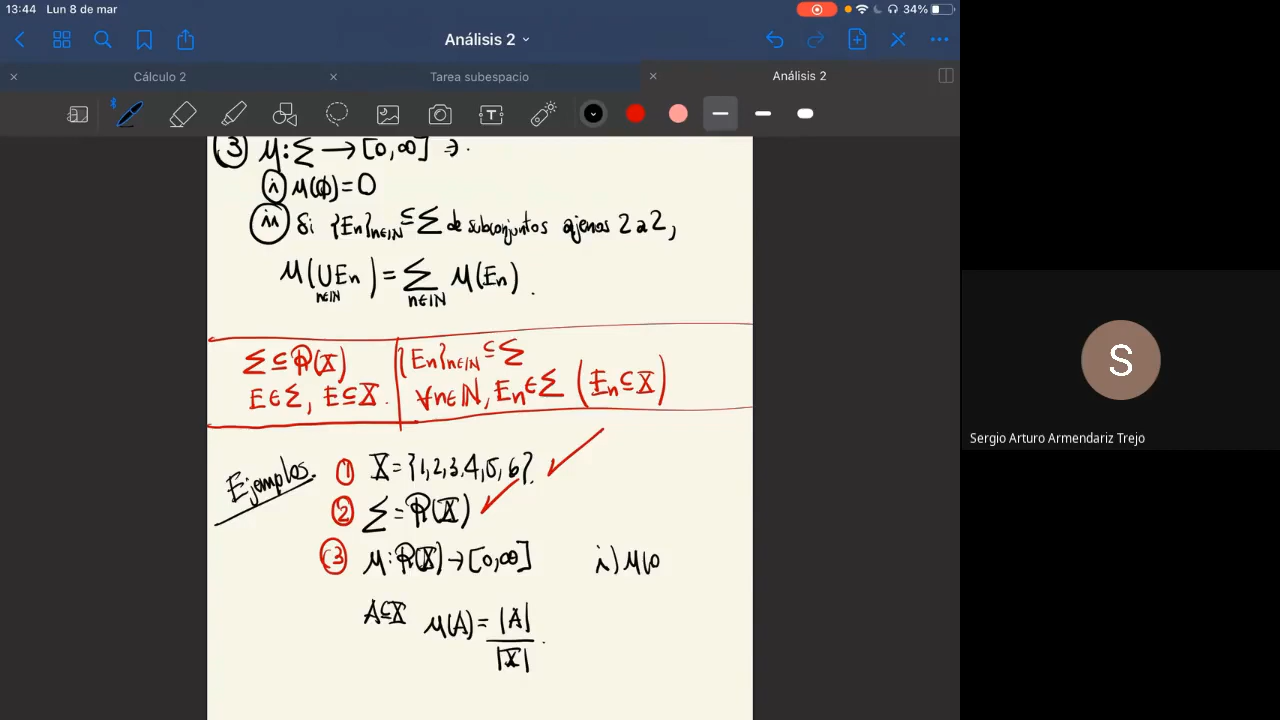 13:44 Lun 8 de mar 34%
Análisis 2
Cálculo 2 Tarea subespacio Análisis 2
③ μ: Σ → [0,∞] ∋.
ⓘ μ(∅)=0
ⓘⓘ Si {En}n∈ℕ ⊆ Σ de subconjuntos ajenos 2 a 2,
μ(∪En) = Σ μ(En).
n∈ℕ n∈ℕ
Σ ⊆ P(X) {En}n∈ℕ ⊆ Σ
E ∈ Σ, E ⊆ X. ∀n∈ℕ, En ∈ Σ (En ⊆ X)
Ejemplos. ① X = {1,2,3,4,5,6}. ✓
② Σ = P(X) ✓
③ μ: P(X) → [0,∞] i) μ(
A ⊆ X μ(A) = |A|
|X|.
S
Sergio Arturo Armendariz Trejo